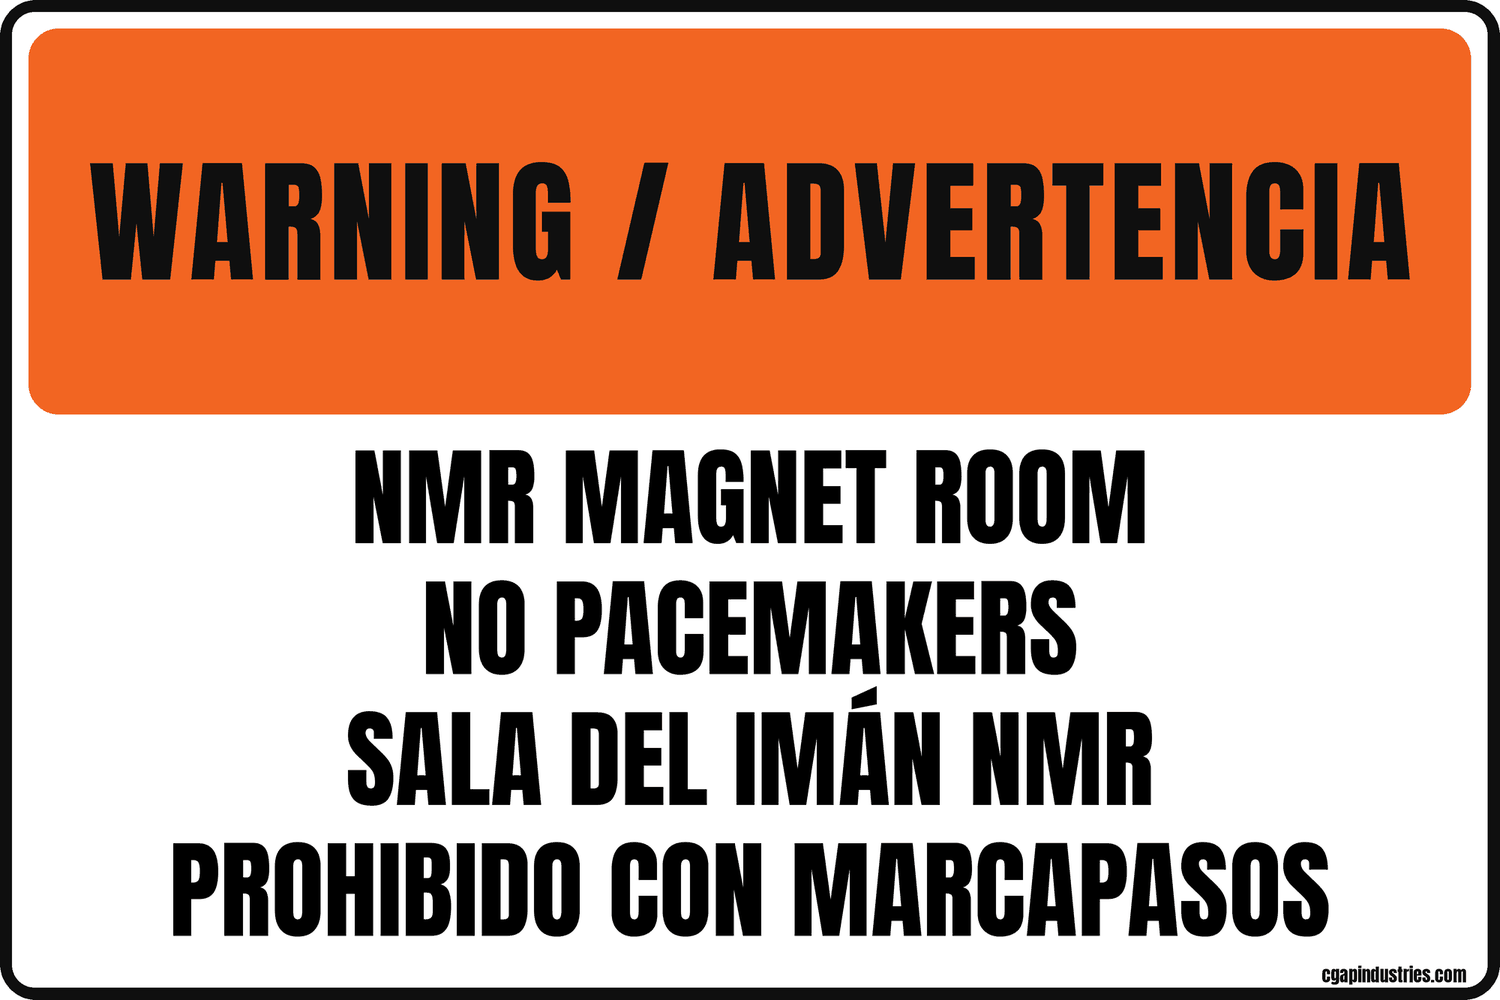 WARNING / ADVERTENCIA
NMR MAGNET ROOM
NO PACEMAKERS
SALA DEL IMÁN NMR
PROHIBIDO CON MARCAPASOS
cgapindustries.com